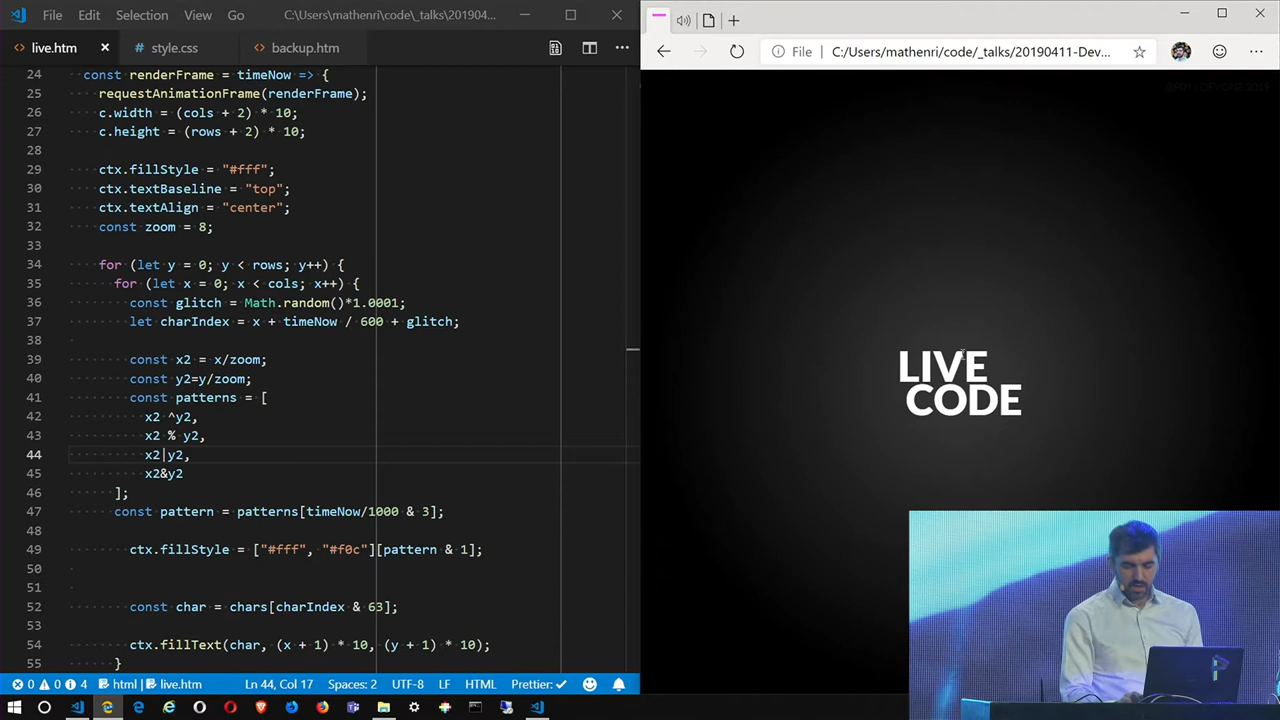 File Edit Selection View Go C:\Users\mathenri\code\_talks\201904...
live.htm style.css backup.htm
File C:/Users/mathenri/code/_talks/20190411-Dev...
24 const renderFrame = timeNow => {
25 requestAnimationFrame(renderFrame);
26 c.width = (cols + 2) * 10;
27 c.height = (rows + 2) * 10;
28
29 ctx.fillStyle = "#fff";
30 ctx.textBaseline = "top";
31 ctx.textAlign = "center";
32 const zoom = 8;
33
34 for (let y = 0; y < rows; y++) {
35 for (let x = 0; x < cols; x++) {
36 const glitch = Math.random()*1.0001;
37 let charIndex = x + timeNow / 600 + glitch;
38
39 const x2 = x/zoom;
40 const y2=y/zoom;
41 const patterns = [
42 x2 ^y2,
43 x2 % y2,
44 x2|y2,
45 x2&y2
46 ];
47 const pattern = patterns[timeNow/1000 & 3];
48
49 ctx.fillStyle = ["#fff", "#f0c"][pattern & 1];
50
51
52 const char = chars[charIndex & 63];
53
54 ctx.fillText(char, (x + 1) * 10, (y + 1) * 10);
55 }
LIVE
CODE
0 0 4 html live.htm Ln 44, Col 17 Spaces: 2 UTF-8 LF HTML Prettier: ✓